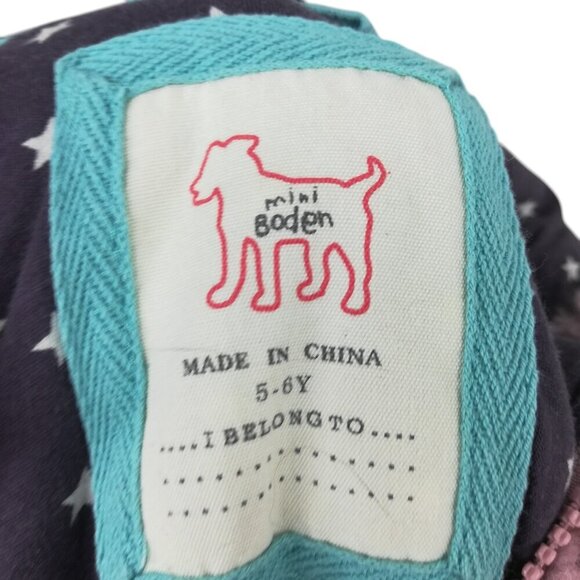 mini
Boden
MADE IN CHINA
5-6Y
....I BELONG TO....
...............
...............